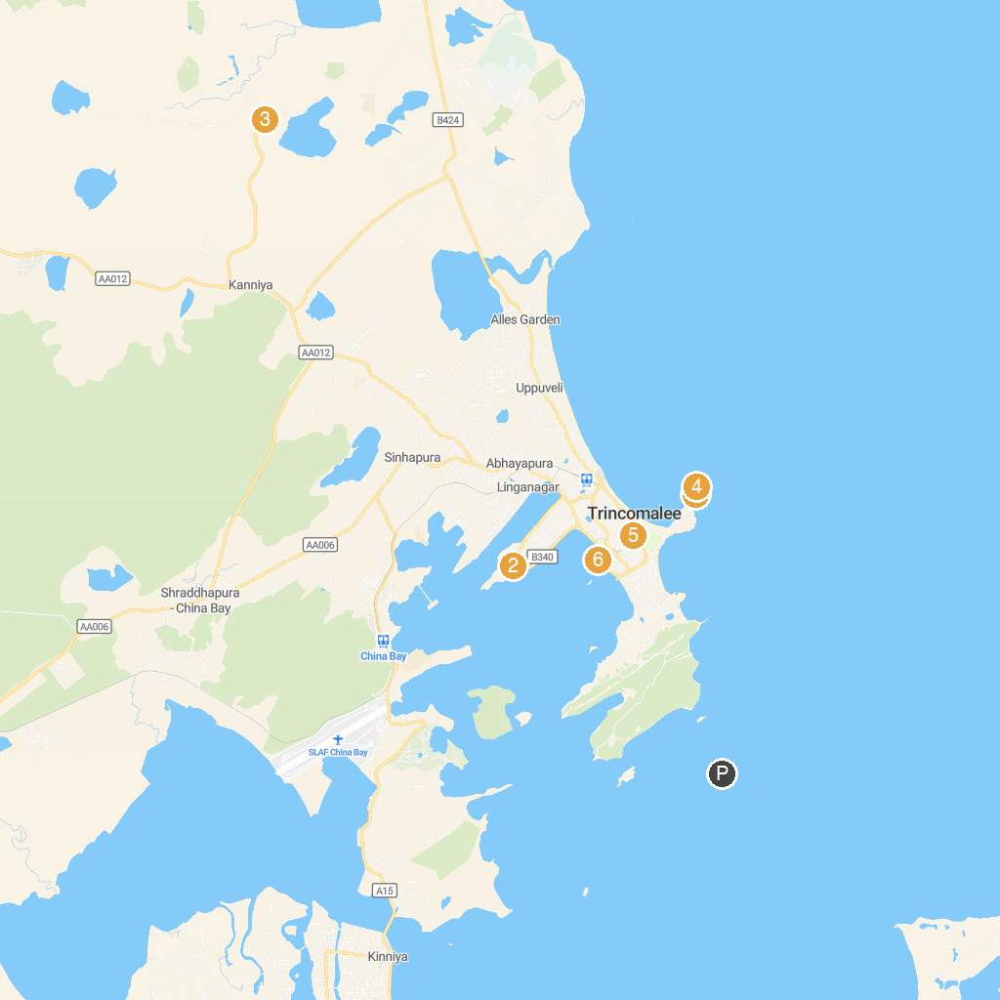 3
B424
AA012
Kanniya
Alles Garden
AA012
Uppuveli
Sinhapura
Abhayapura
Linganagar
4
Trincomalee
5
AA006
B340
6
2
Shraddhapura
- China Bay
AA006
China Bay
SLAF China Bay
P
A15
Kinniya